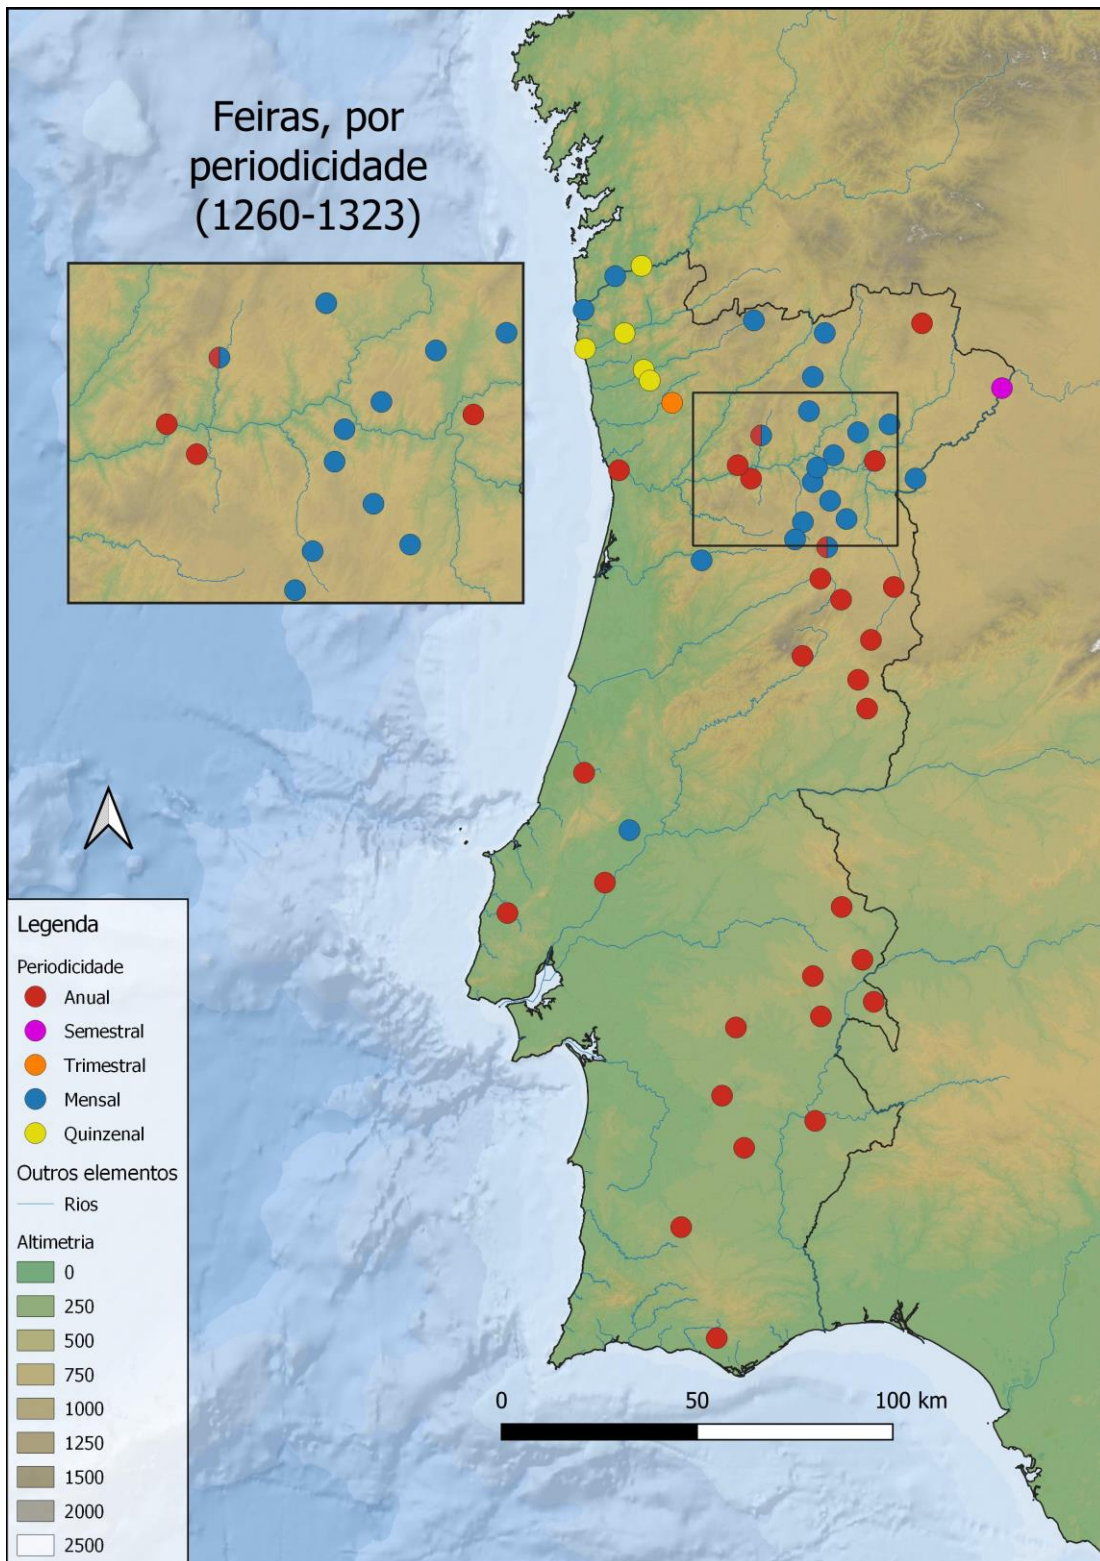 Feiras, por
periodicidade
(1260-1323)
Legenda
Periodicidade
Anual
Semestral
Trimestral
Mensal
Quinzenal
Outros elementos
Rios
Altimetria
0
250
500
750
1000
1250
1500
2000
2500
0 50 100 km